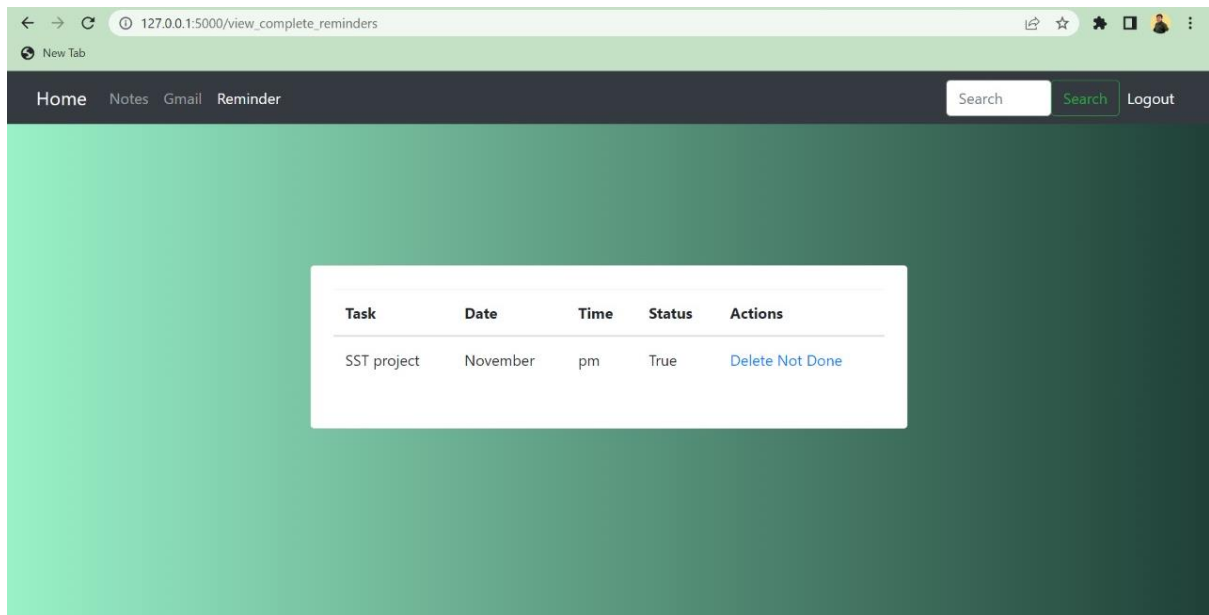 127.0.0.1:5000/view_complete_reminders
New Tab
Home Notes Gmail Reminder Search Search Logout
Task Date Time Status Actions
SST project November pm True Delete Not Done